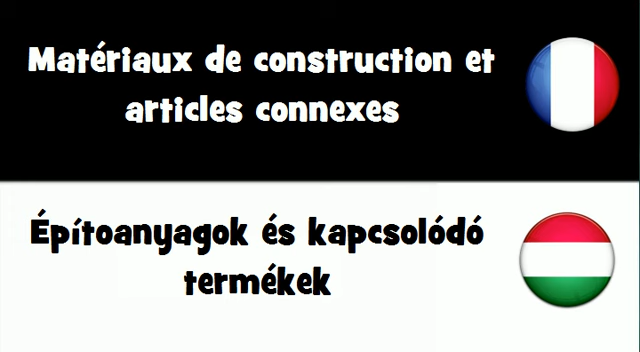 Matériaux de construction et
articles connexes
Építoanyagok és kapcsolódó
termékek